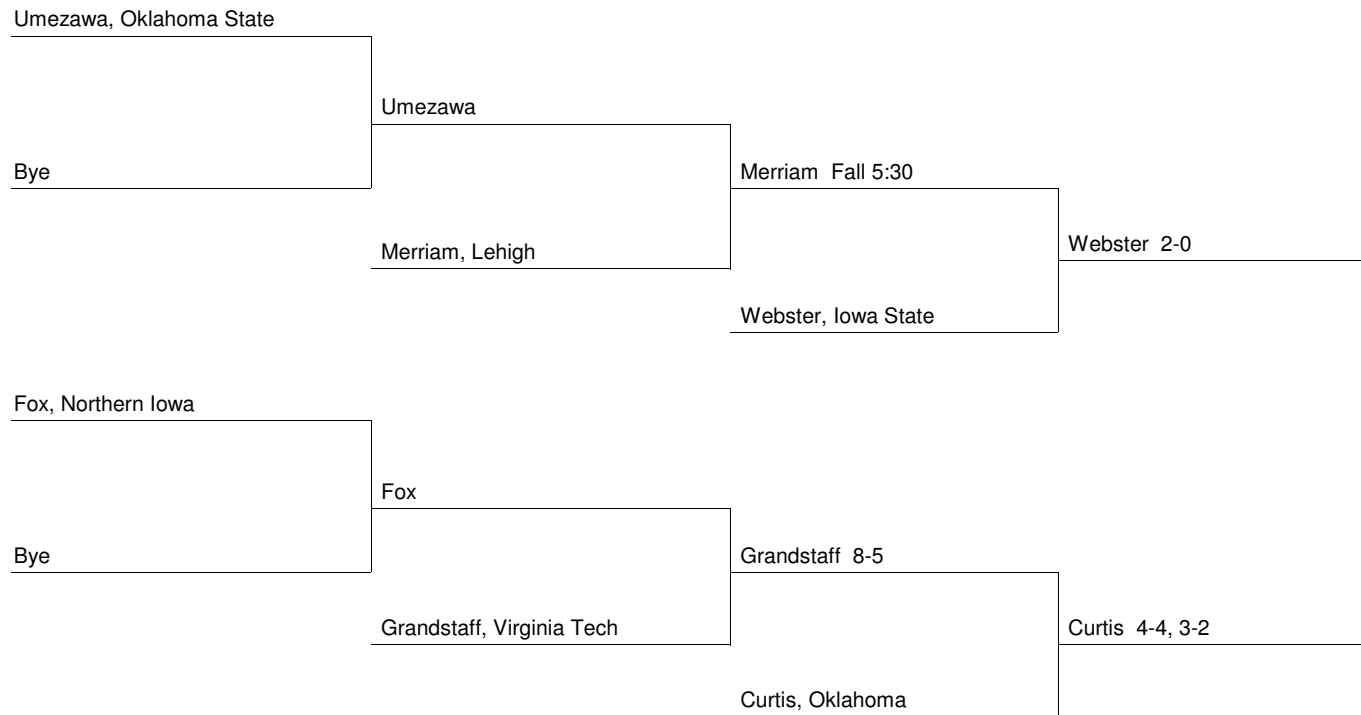 Umezawa, Oklahoma State
Umezawa
Bye
Merriam  Fall 5:30
Merriam, Lehigh
Webster  2-0
Webster, Iowa State
Fox, Northern Iowa
Fox
Bye
Grandstaff  8-5
Grandstaff, Virginia Tech
Curtis  4-4, 3-2
Curtis, Oklahoma